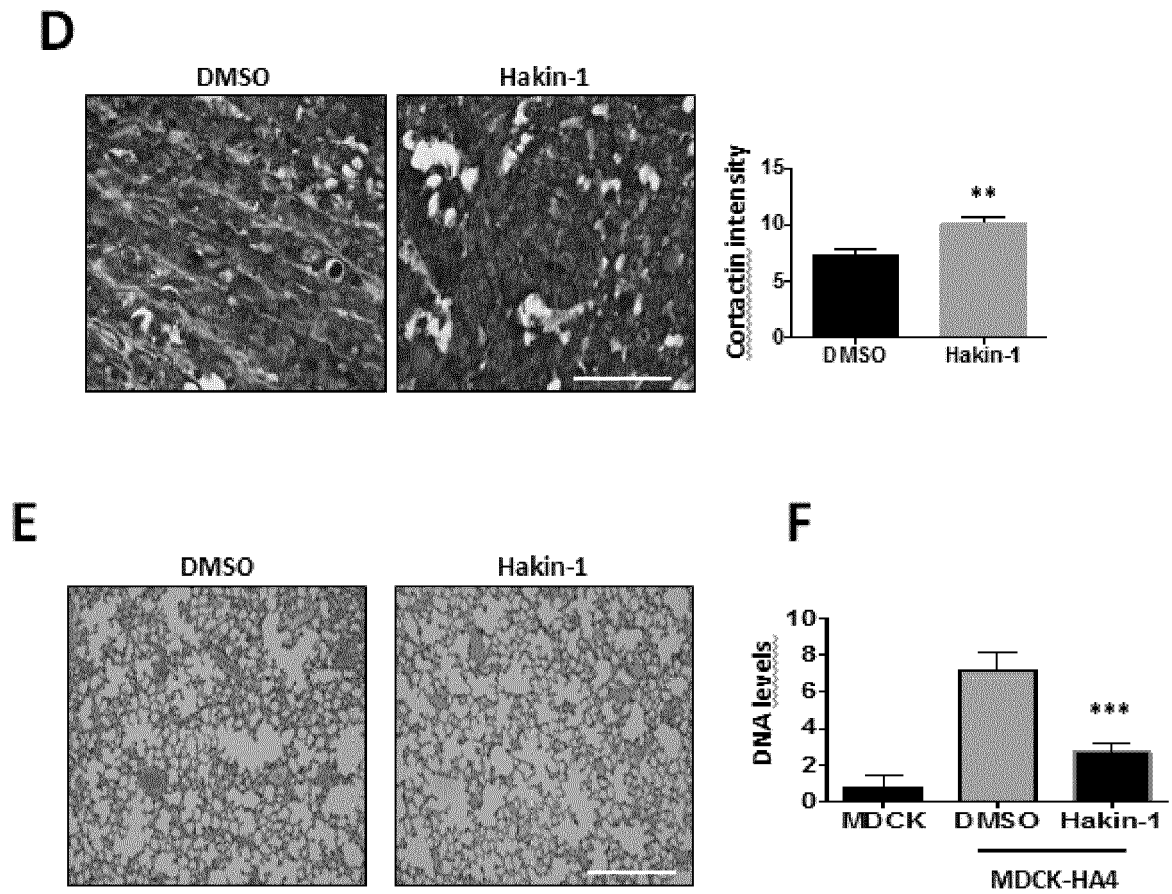 D
DMSO
Hakin-1
Cortactin intensity
15
10
5
0
**
DMSO
Hakin-1
E
DMSO
Hakin-1
F
DNA levels
10
8
6
4
2
0
***
MDCK
DMSO
Hakin-1
MDCK-HA4